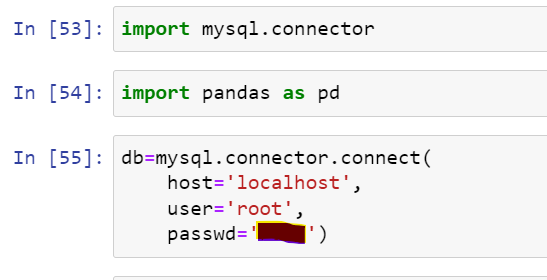 In [53]: import mysql.connector
In [54]: import pandas as pd
In [55]: db=mysql.connector.connect(
host='localhost',
user='root',
passwd='')